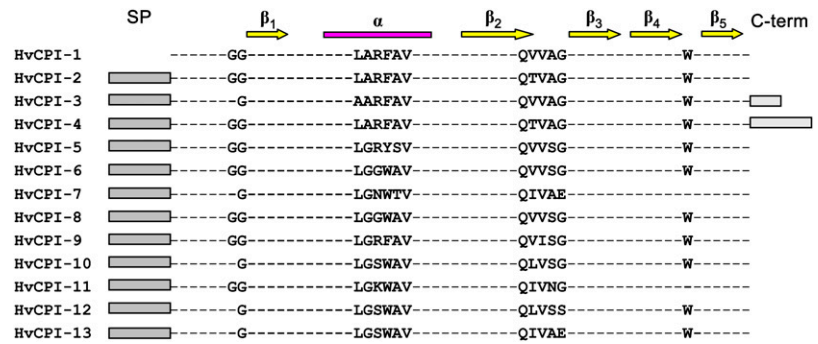 SP β1 α β2 β3 β4 β5 C-term
HvCPI-1 --------GG-----------LARFAV-----------QVVAG------------W--------
HvCPI-2 --------GG-----------LARFAV-----------QTVAG------------W--------
HvCPI-3 ---------G-----------AARFAV-----------QVVAG------------W--------
HvCPI-4 --------GG-----------LARFAV-----------QTVAG------------W--------
HvCPI-5 --------GG-----------LGRYSV-----------QVVSG------------W--------
HvCPI-6 --------GG-----------LGGWAV-----------QVVSG------------W--------
HvCPI-7 ---------G-----------LGNWTV-----------QIVAE---------------------
HvCPI-8 --------GG-----------LGGWAV-----------QVVSG------------W--------
HvCPI-9 --------GG-----------LGRFAV-----------QVISG------------W--------
HvCPI-10 ---------G-----------LGSWAV-----------QLVSG------------W--------
HvCPI-11 --------GG-----------LGKWAV-----------QIVNG---------------------
HvCPI-12 ---------G-----------LGSWAV-----------QLVSS------------W--------
HvCPI-13 ---------G-----------LGSWAV-----------QIVAE------------W--------